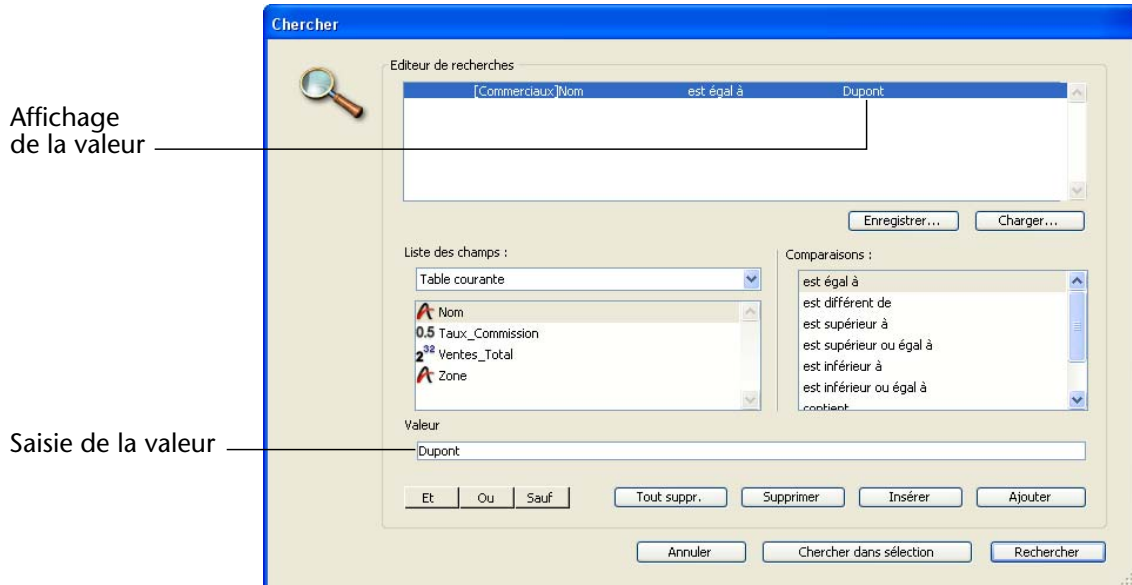 Chercher
Editeur de recherches
[Commerciaux]Nom est égal à Dupont
Affichage
de la valeur
Enregistrer... Charger...
Liste des champs :
Table courante
Nom
0.5 Taux_Commission
2^32 Ventes_Total
Zone
Comparaisons :
est égal à
est différent de
est supérieur à
est supérieur ou égal à
est inférieur à
est inférieur ou égal à
contient
Valeur
Saisie de la valeur
Dupont
Et Ou Sauf Tout suppr. Supprimer Insérer Ajouter
Annuler Chercher dans sélection Rechercher